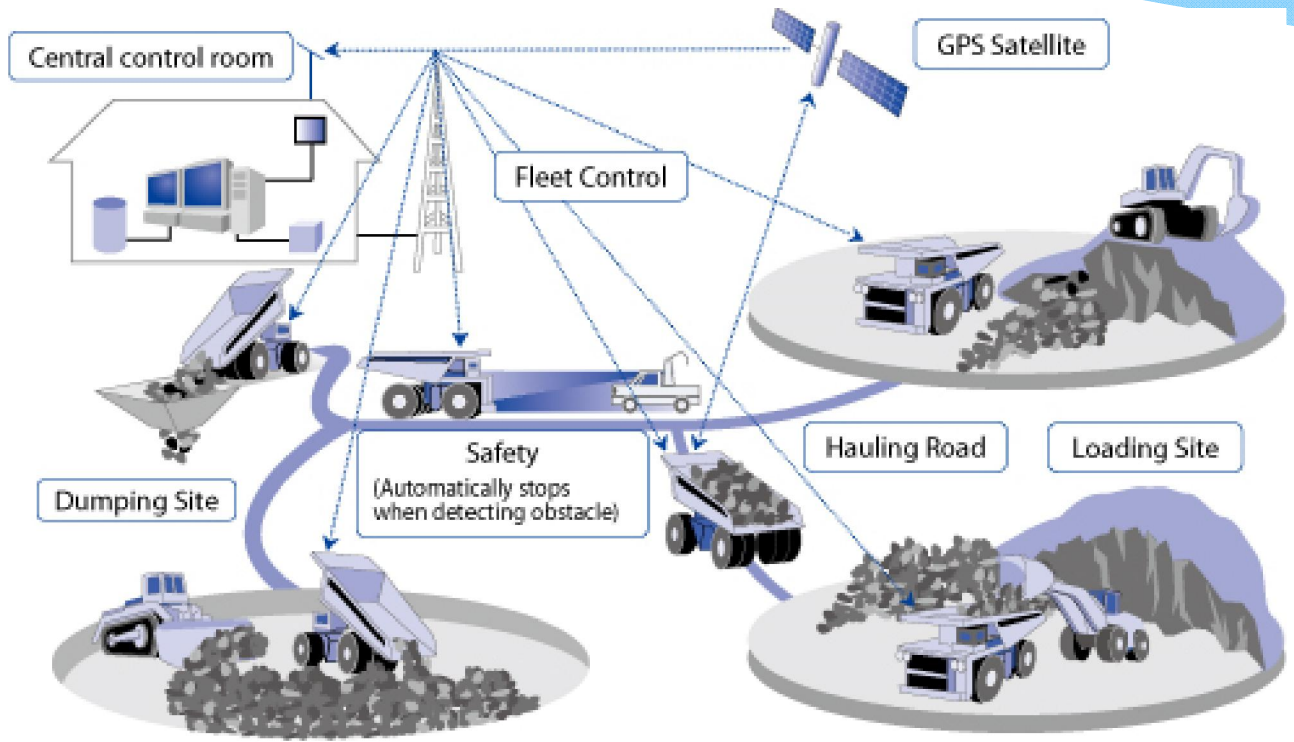 Central control room
GPS Satellite
Fleet Control
Safety
(Automatically stops
when detecting obstacle)
Hauling Road
Loading Site
Dumping Site